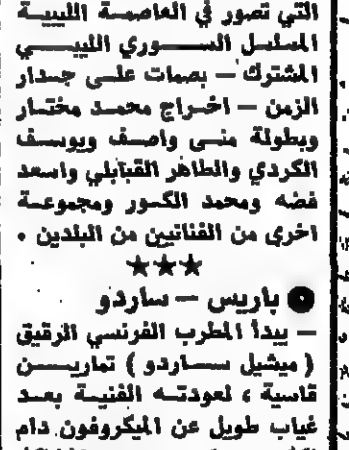 التي تصور في العاصمة الليبية
المسلسل السوري الليبي
المشترك — بصمات على جدار
الزمن — اخراج محمد مختار
وبطولة منى واصف ويوسف
الكردي والطاهر القبايلي واسعد
فضه ومحمد الكور ومجموعة
اخرى من الفنانين من البلدين .
★★★
● باريس — ساردو
— يبدأ المطرب الفرنسي الرقيق
( ميشيل ساردو ) تماريـن
قاسية ، لعودته الفنية بعد
غياب طويل عن الميكروفون دام